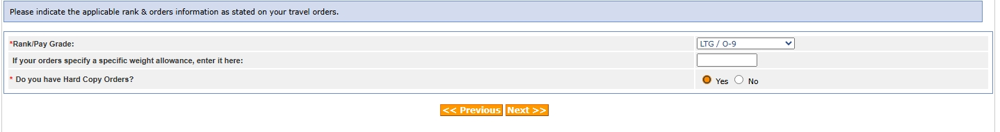 Please indicate the applicable rank & orders information as stated on your travel orders.
*Rank/Pay Grade: LTG / O-9
If your orders specify a specific weight allowance, enter it here:
* Do you have Hard Copy Orders? Yes No
<< Previous Next >>